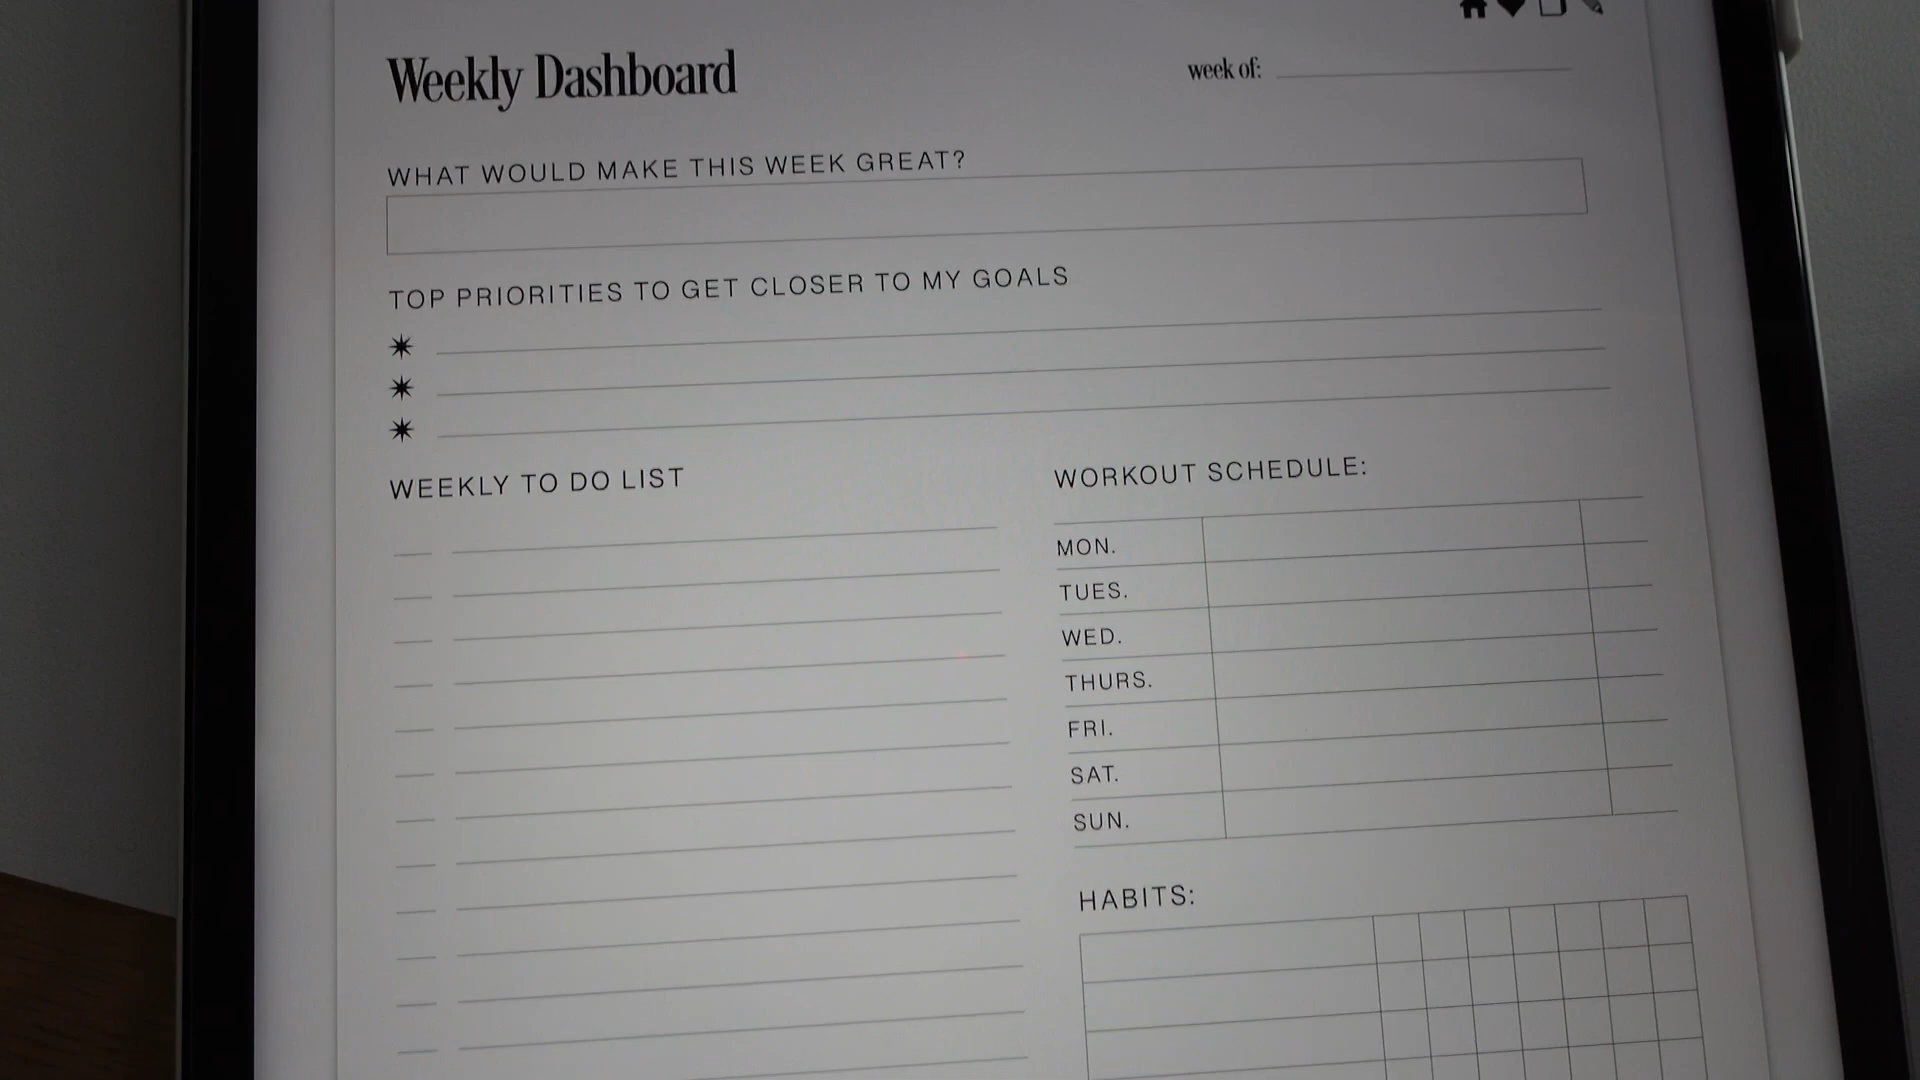 Weekly Dashboard
week of:
WHAT WOULD MAKE THIS WEEK GREAT?
TOP PRIORITIES TO GET CLOSER TO MY GOALS
WEEKLY TO DO LIST
WORKOUT SCHEDULE:
MON.
TUES.
WED.
THURS.
FRI.
SAT.
SUN.
HABITS: